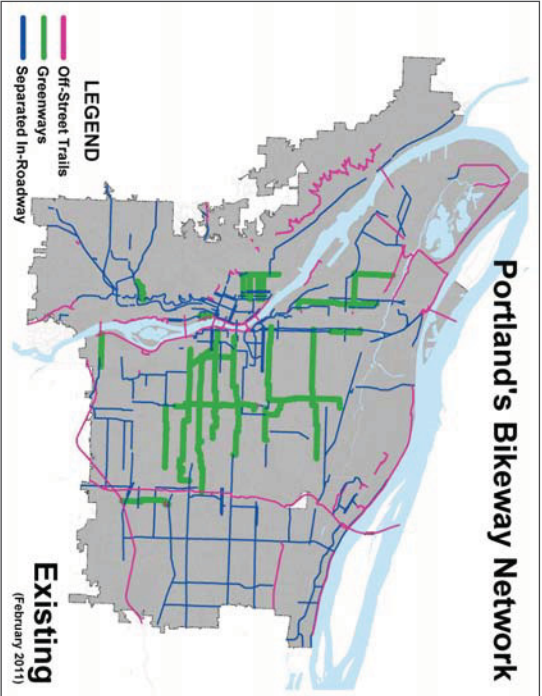 Portland's Bikeway Network
LEGEND
Off-Street Trails
Greenways
Separated In-Roadway
Existing
(February 2011)